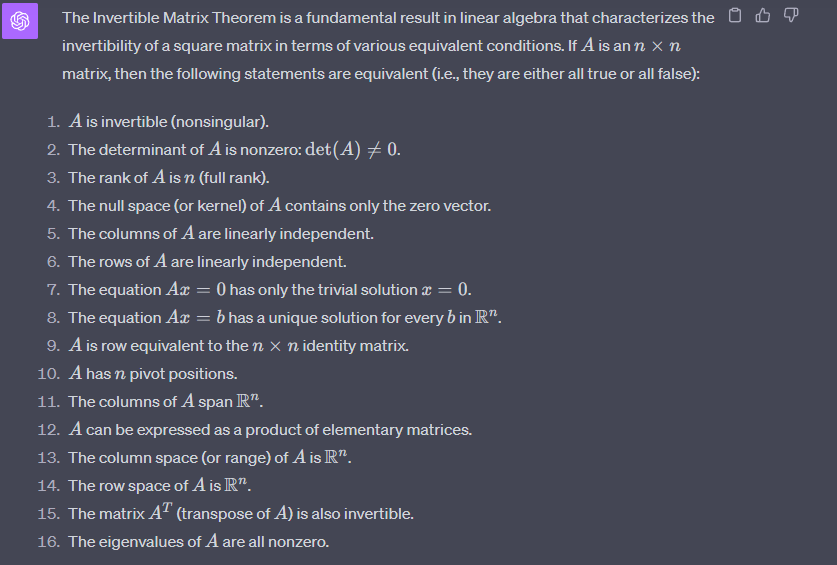 The Invertible Matrix Theorem is a fundamental result in linear algebra that characterizes the
invertibility of a square matrix in terms of various equivalent conditions. If A is an n × n
matrix, then the following statements are equivalent (i.e., they are either all true or all false):
1. A is invertible (nonsingular).
2. The determinant of A is nonzero: det(A) ≠ 0.
3. The rank of A is n (full rank).
4. The null space (or kernel) of A contains only the zero vector.
5. The columns of A are linearly independent.
6. The rows of A are linearly independent.
7. The equation Ax = 0 has only the trivial solution x = 0.
8. The equation Ax = b has a unique solution for every b in ℝⁿ.
9. A is row equivalent to the n × n identity matrix.
10. A has n pivot positions.
11. The columns of A span ℝⁿ.
12. A can be expressed as a product of elementary matrices.
13. The column space (or range) of A is ℝⁿ.
14. The row space of A is ℝⁿ.
15. The matrix Aᵀ (transpose of A) is also invertible.
16. The eigenvalues of A are all nonzero.